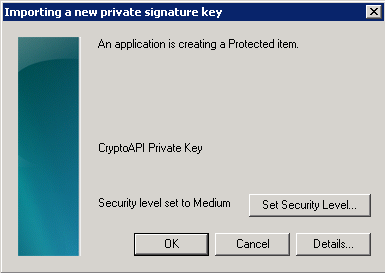 Importing a new private signature key
An application is creating a Protected item.
CryptoAPI Private Key
Security level set to Medium
Set Security Level...
OK
Cancel
Details...